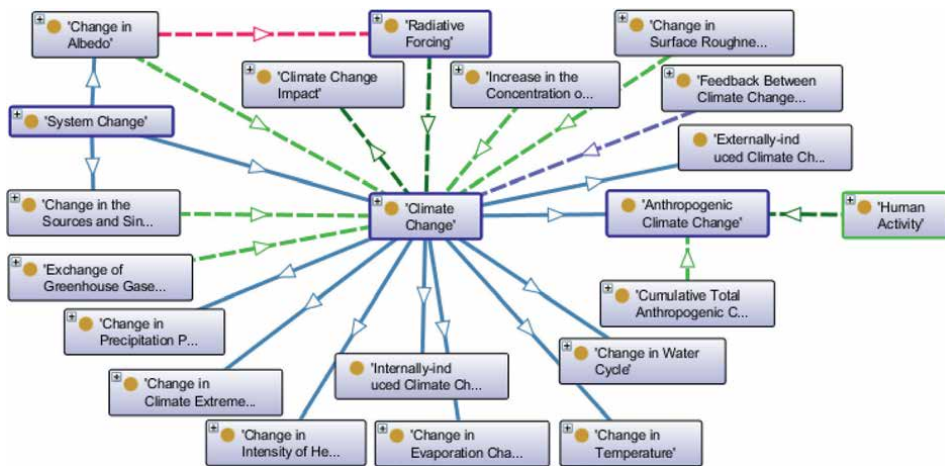 'Change in
Albedo'
'Radiative
Forcing'
'Change in
Surface Roughne...
'Climate Change
Impact'
'Increase in the
Concentration o...
'Feedback Between
Climate Change...
'System Change'
'Externally-ind
uced Climate Ch...
'Change in the
Sources and Sin...
'Climate
Change'
'Anthropogenic
Climate Change'
'Human
Activity'
'Exchange of
Greenhouse Gase...
'Cumulative Total
Anthropogenic C...
'Change in
Precipitation P...
'Change in Water
Cycle'
'Change in
Climate Extreme...
'Internally-ind
uced Climate Ch...
'Change in
Intensity of He...
'Change in
Evaporation Cha...
'Change in
Temperature'